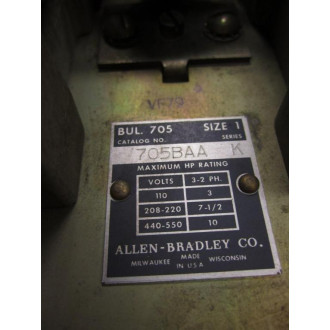 VF79
BUL. 705 SIZE 1
CATALOG NO. SERIES
705BAA K
MAXIMUM HP RATING
VOLTS 3-2 PH.
110 3
208-220 7-1/2
440-550 10
ALLEN-BRADLEY CO.
MILWAUKEE MADE IN U.S.A. WISCONSIN